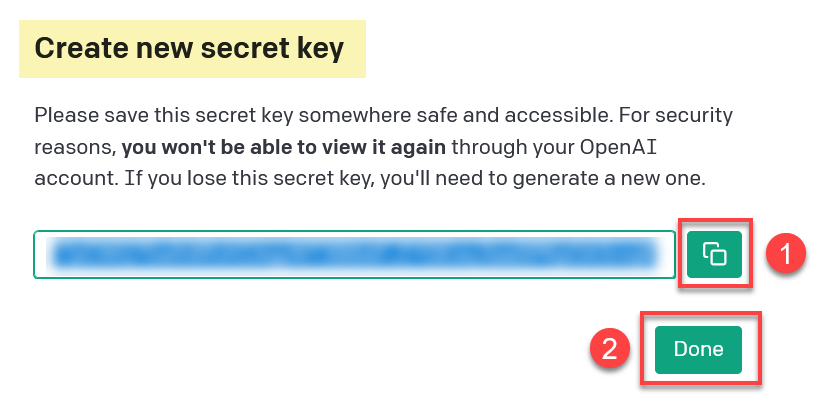 Create new secret key
Please save this secret key somewhere safe and accessible. For security
reasons, you won't be able to view it again through your OpenAI
account. If you lose this secret key, you'll need to generate a new one.
1
2
Done